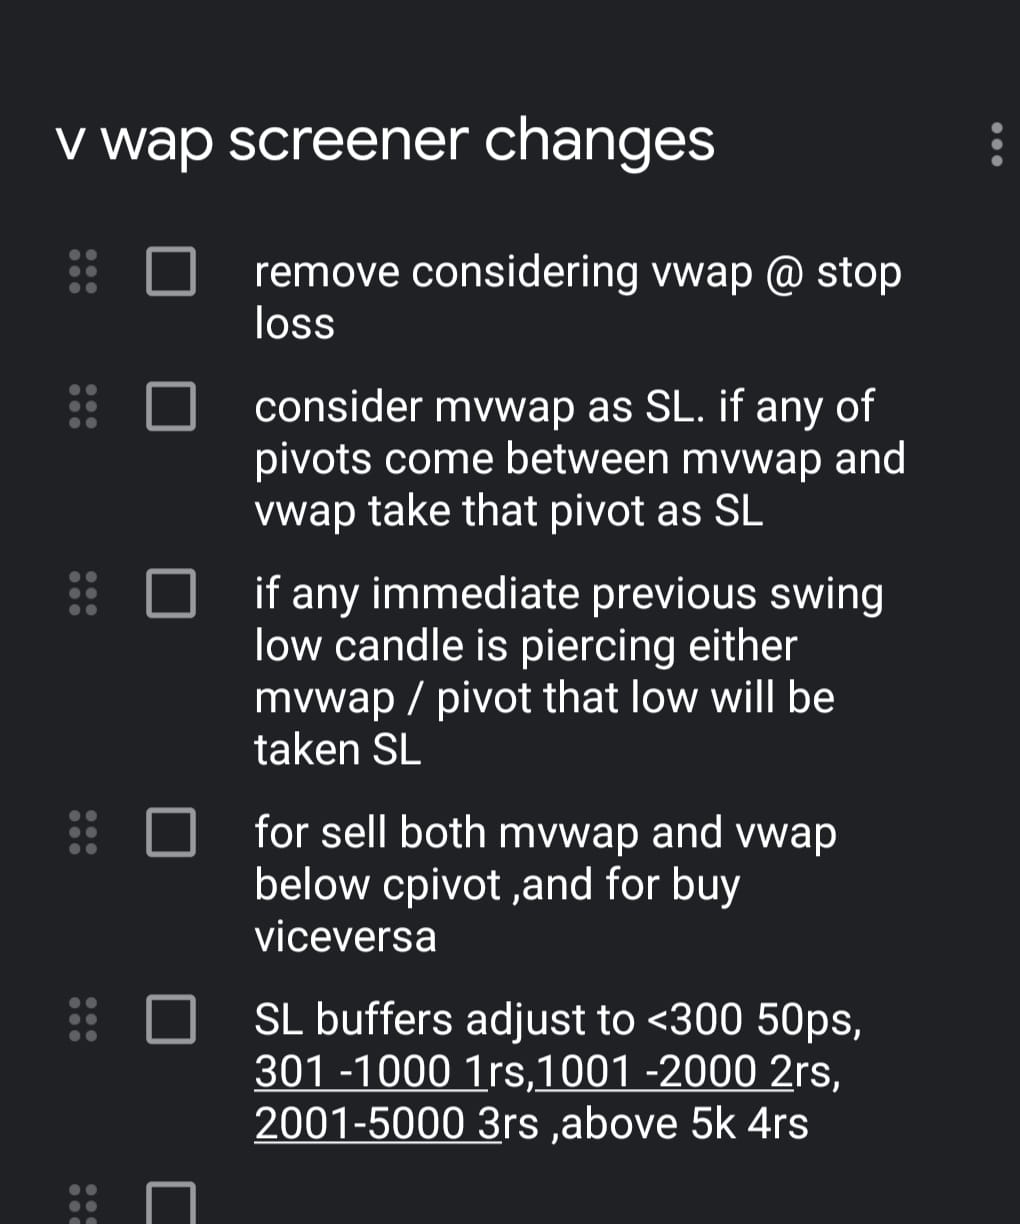 v wap screener changes
remove considering vwap @ stop
loss
consider mvwap as SL. if any of
pivots come between mvwap and
vwap take that pivot as SL
if any immediate previous swing
low candle is piercing either
mvwap / pivot that low will be
taken SL
for sell both mvwap and vwap
below cpivot ,and for buy
viceversa
SL buffers adjust to <300 50ps,
301 -1000 1rs,1001 -2000 2rs,
2001-5000 3rs ,above 5k 4rs